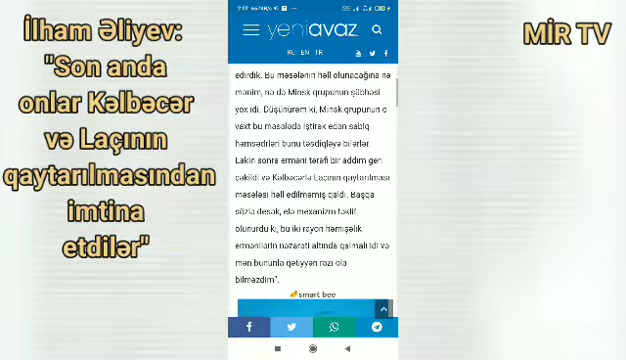 İlham Əliyev:
"Son anda
onlar Kəlbəcər
və Laçının
qaytarılmasından
imtina
etdilər"
MİR TV
yeniavaz
RU EN TR
edirdik. Bu məsələnin həll olunacağına nə
mənim, nə də Minsk qrupunun şübhəsi
yox idi. Düşünürəm ki, Minsk qrupunun o
vaxt bu məsələdə iştirak edən sabiq
həmsədrləri bunu təsdiqləyə bilərlər.
Lakin sonra erməni tərəfi bir addım geri
çəkildi və Kəlbəcərlə Laçının qaytarılması
məsələsi həll edilməmiş qaldı. Başqa
sözlə desək, elə mexanizm təklif
olunurdu ki, bu iki rayon həmişəlik
ermənilərin nəzarəti altında qalmalı idi və
mən bununla qətiyyən razı ola
bilməzdim".
smart bee